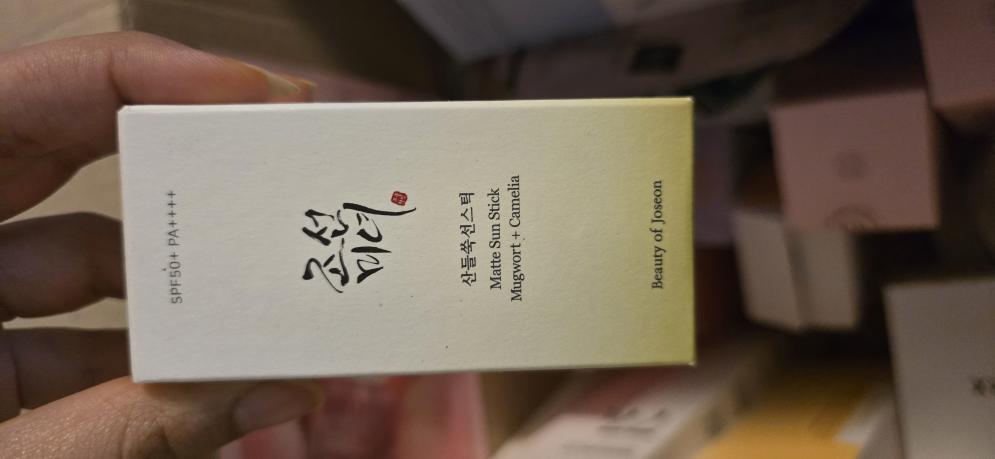 SPF50+ PA++++
조선
미녀
산들쑥선스틱
Matte Sun Stick
Mugwort + Camelia
Beauty of Joseon